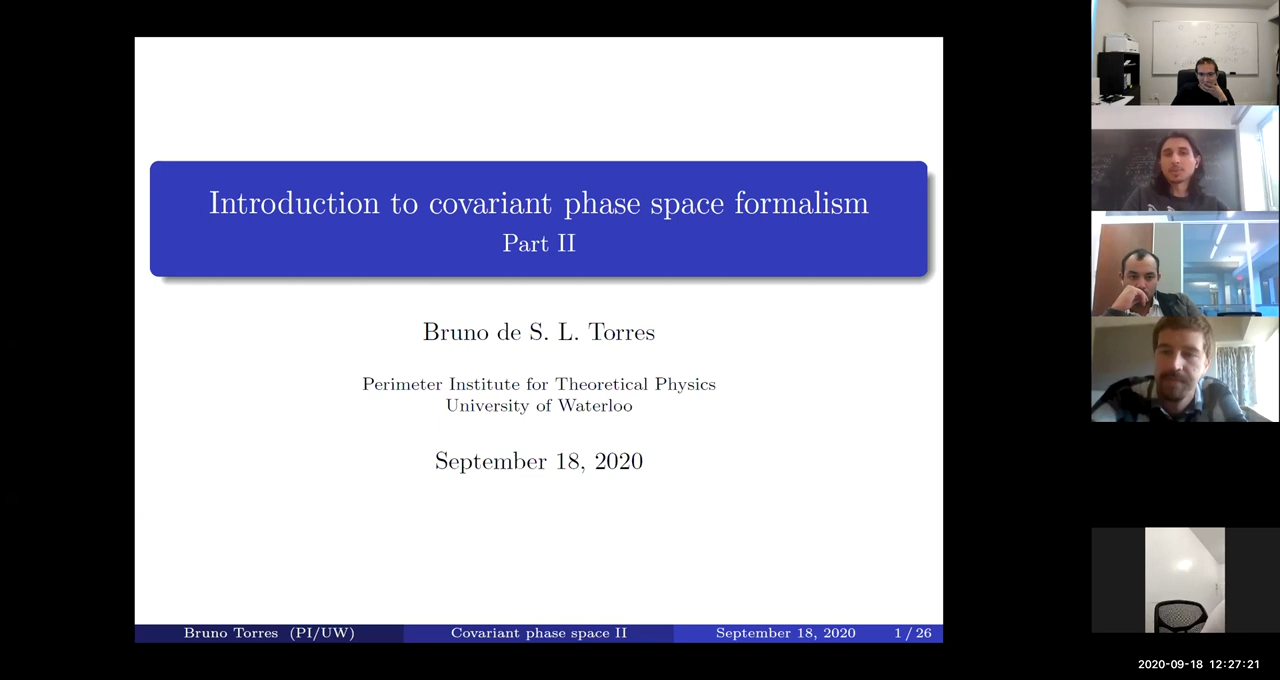 Introduction to covariant phase space formalism
Part II
Bruno de S. L. Torres
Perimeter Institute for Theoretical Physics
University of Waterloo
September 18, 2020
Bruno Torres (PI/UW) Covariant phase space II September 18, 2020 1 / 26
2020-09-18 12:27:21